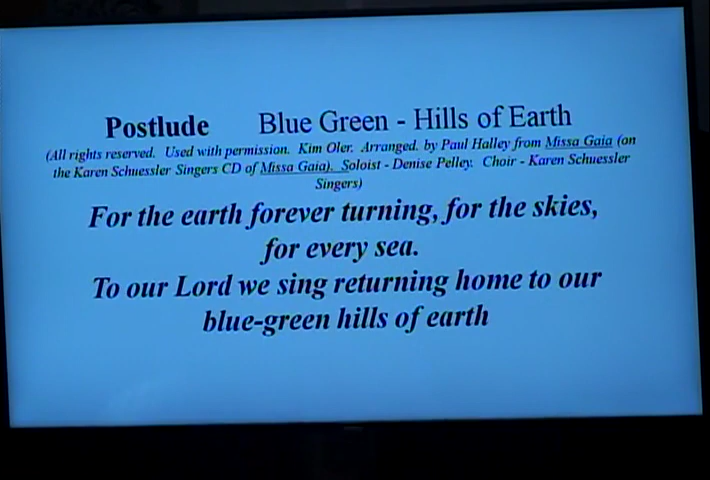 Postlude Blue Green - Hills of Earth
(All rights reserved. Used with permission. Kim Oler. Arranged. by Paul Halley from Missa Gaia (on
the Karen Schuessler Singers CD of Missa Gaia). Soloist - Denise Pelley. Choir - Karen Schuessler
Singers)
For the earth forever turning, for the skies,
for every sea.
To our Lord we sing returning home to our
blue-green hills of earth